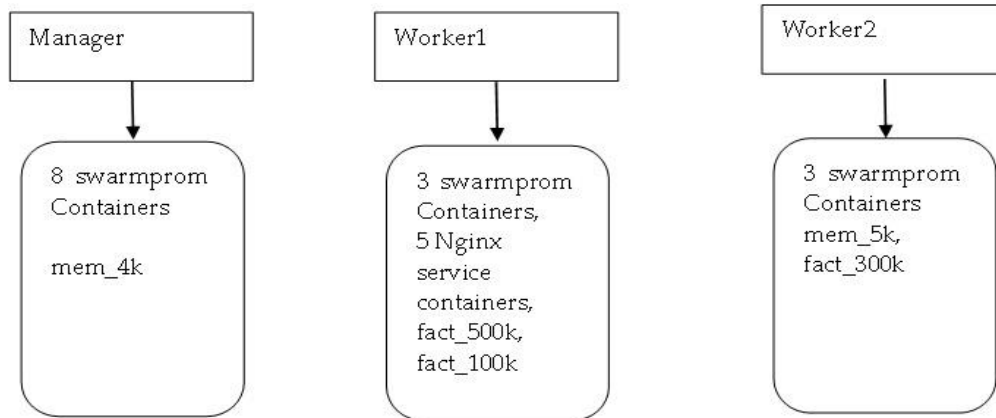 Manager
Worker1
Worker2
8 swarmprom
Containers
mem_4k
3 swarmprom
Containers,
5 Nginx
service
containers,
fact_500k,
fact_100k
3 swarmprom
Containers
mem_5k,
fact_300k